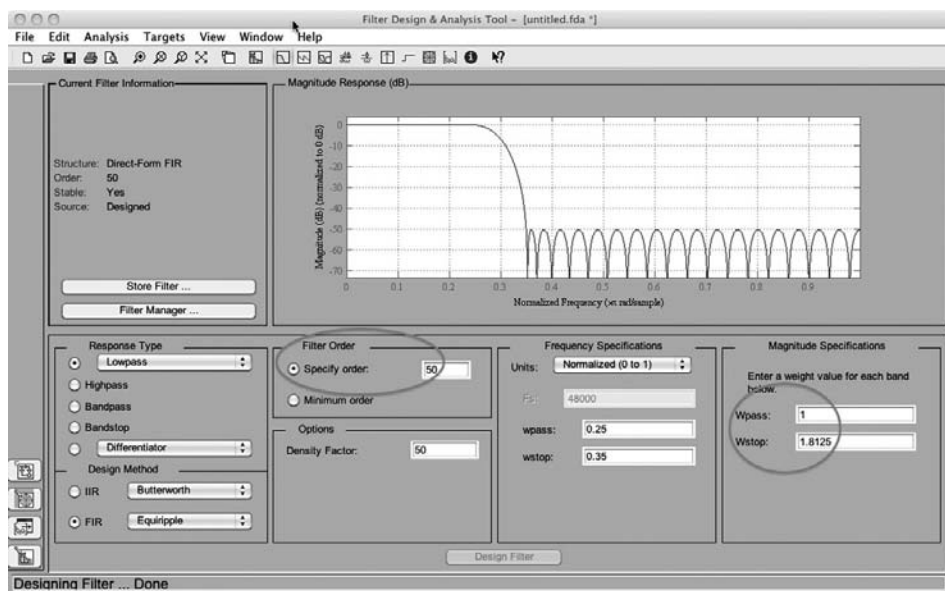 Filter Design & Analysis Tool - [untitled.fda *]
File Edit Analysis Targets View Window Help
Current Filter Information
Structure: Direct-Form FIR
Order: 50
Stable: Yes
Source: Designed
Store Filter ...
Filter Manager ...
Magnitude Response (dB)
Magnitude (dB) (normalized to 0 dB)
0
-10
-20
-30
-40
-50
-60
-70
0 0.1 0.2 0.3 0.4 0.5 0.6 0.7 0.8 0.9
Normalized Frequency (×π rad/sample)
Response Type
Lowpass
Highpass
Bandpass
Bandstop
Differentiator
Design Method
IIR Butterworth
FIR Equiripple
Filter Order
Specify order: 50
Minimum order
Options
Density Factor: 50
Frequency Specifications
Units: Normalized (0 to 1)
Fs: 48000
wpass: 0.25
wstop: 0.35
Magnitude Specifications
Enter a weight value for each band
below.
Wpass: 1
Wstop: 1.8125
Design Filter
Designing Filter ... Done